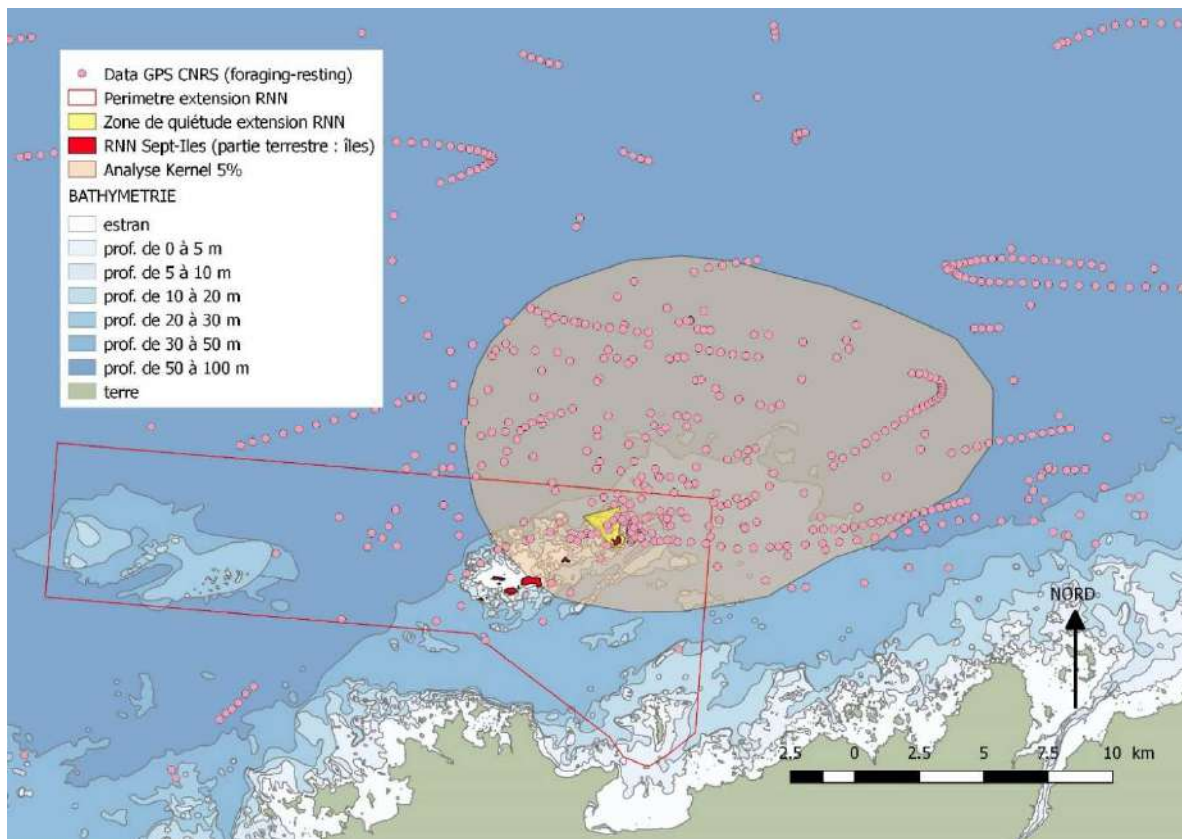 Data GPS CNRS (foraging-resting)
Perimetre extension RNN
Zone de quiétude extension RNN
RNN Sept-Iles (partie terrestre : îles)
Analyse Kernel 5%
BATHYMETRIE
estran
prof. de 0 à 5 m
prof. de 5 à 10 m
prof. de 10 à 20 m
prof. de 20 à 30 m
prof. de 30 à 50 m
prof. de 50 à 100 m
terre
NORD
2.5 0 2.5 5 7.5 10 km